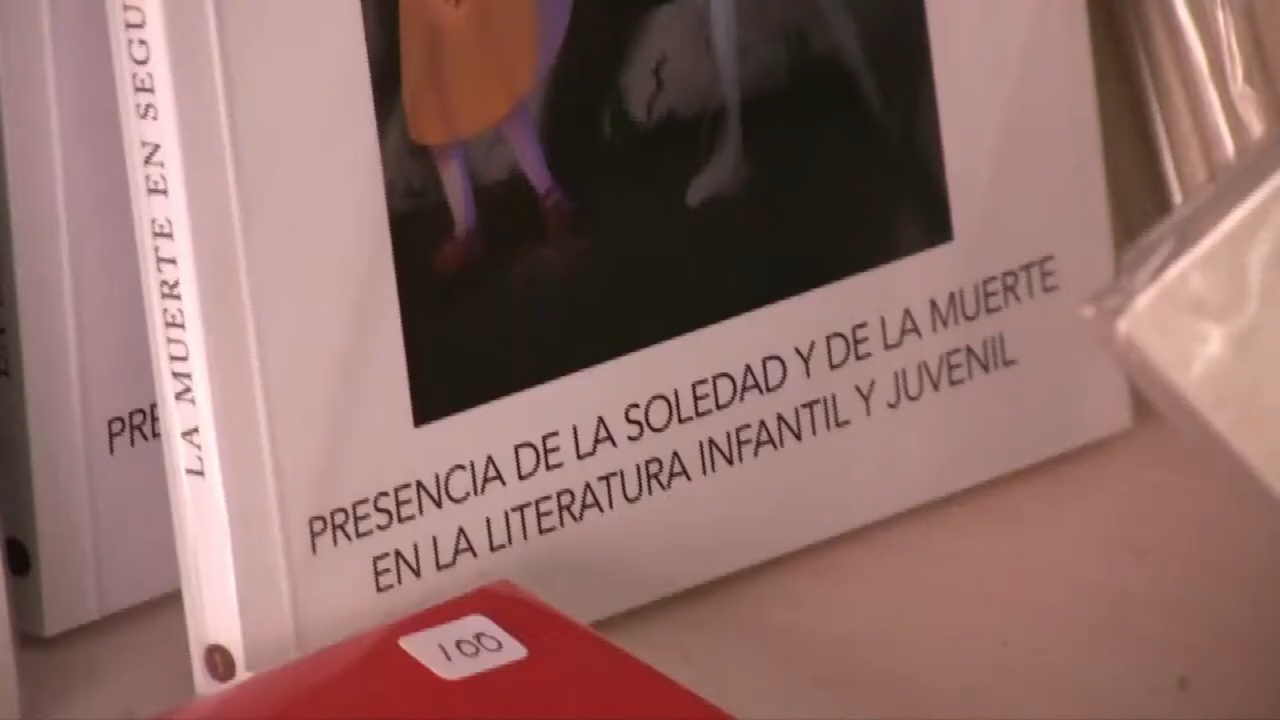 LA MUERTE EN SEGU
PRE
PRESENCIA DE LA SOLEDAD Y DE LA MUERTE
EN LA LITERATURA INFANTIL Y JUVENIL
100